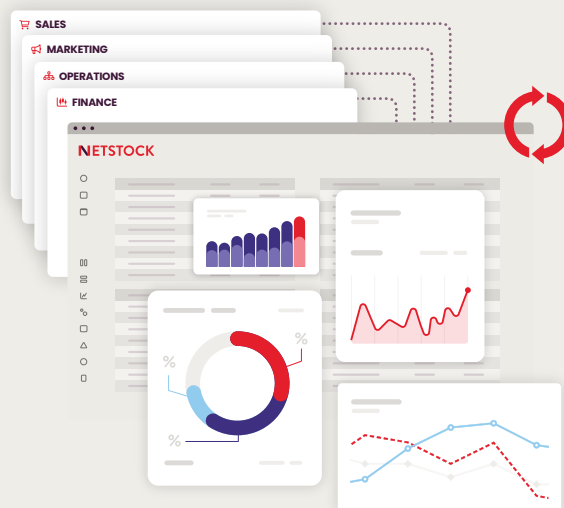 SALES
MARKETING
OPERATIONS
FINANCE
NETSTOCK
%
%
%